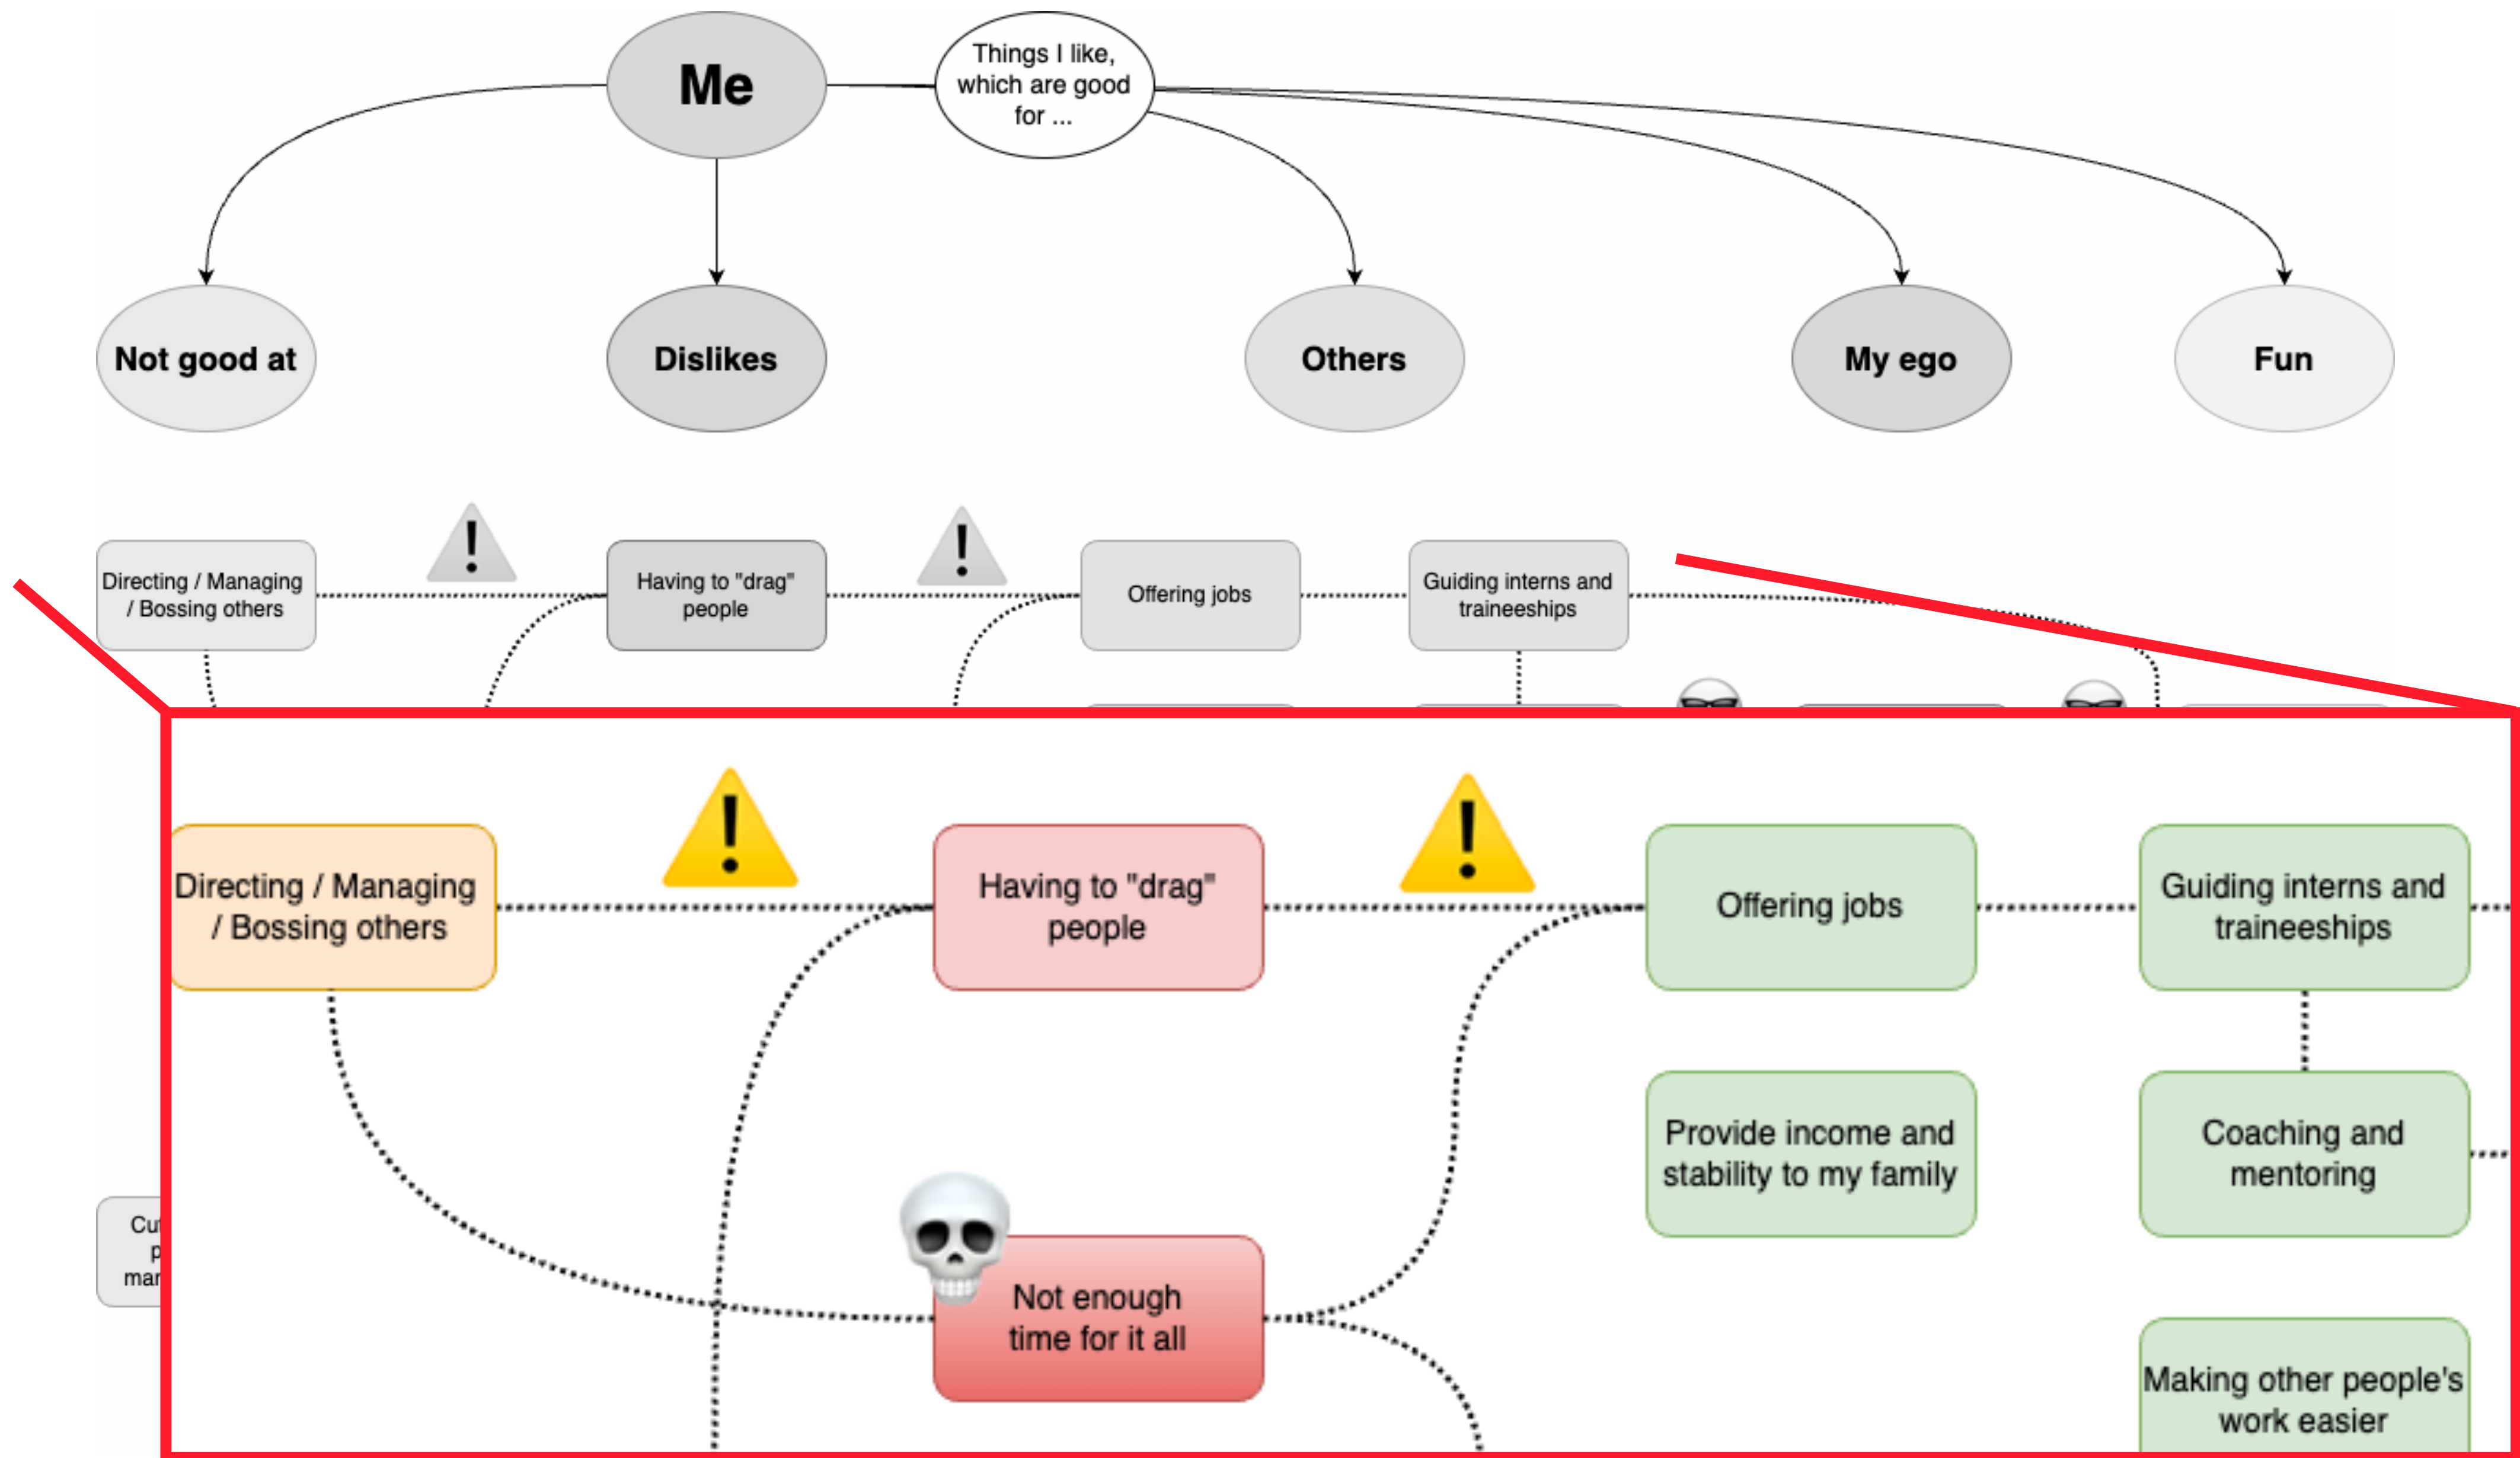 Me
Things I like,
which are good
for ...
Not good at
Dislikes
Others
My ego
Fun
Directing / Managing
/ Bossing others
Having to "drag"
people
Offering jobs
Guiding interns and
traineeships
Directing / Managing
/ Bossing others
Having to "drag"
people
Offering jobs
Guiding interns and
traineeships
Provide income and
stability to my family
Coaching and
mentoring
Not enough
time for it all
Making other people's
work easier